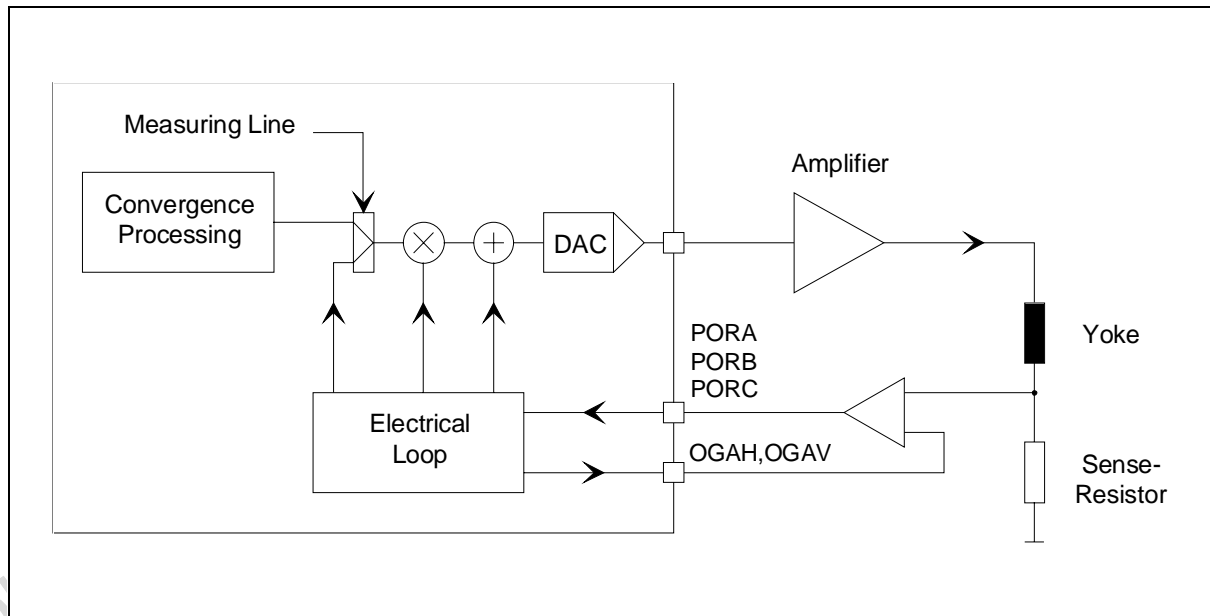 Measuring Line
Convergence
Processing
DAC
Amplifier
Yoke
PORA
PORB
PORC
Electrical
Loop
OGAH,OGAV
Sense-
Resistor